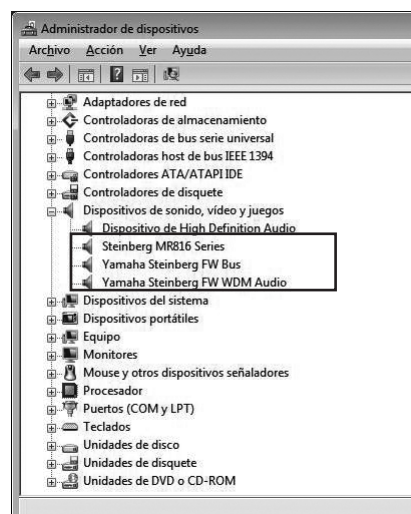 Administrador de dispositivos
Archivo Acción Ver Ayuda
Adaptadores de red
Controladoras de almacenamiento
Controladoras de bus serie universal
Controladoras host de bus IEEE 1394
Controladores ATA/ATAPI IDE
Controladores de disquete
Dispositivos de sonido, vídeo y juegos
Dispositivo de High Definition Audio
Steinberg MR816 Series
Yamaha Steinberg FW Bus
Yamaha Steinberg FW WDM Audio
Dispositivos del sistema
Dispositivos portátiles
Equipo
Monitores
Mouse y otros dispositivos señaladores
Procesador
Puertos (COM y LPT)
Teclados
Unidades de disco
Unidades de disquete
Unidades de DVD o CD-ROM